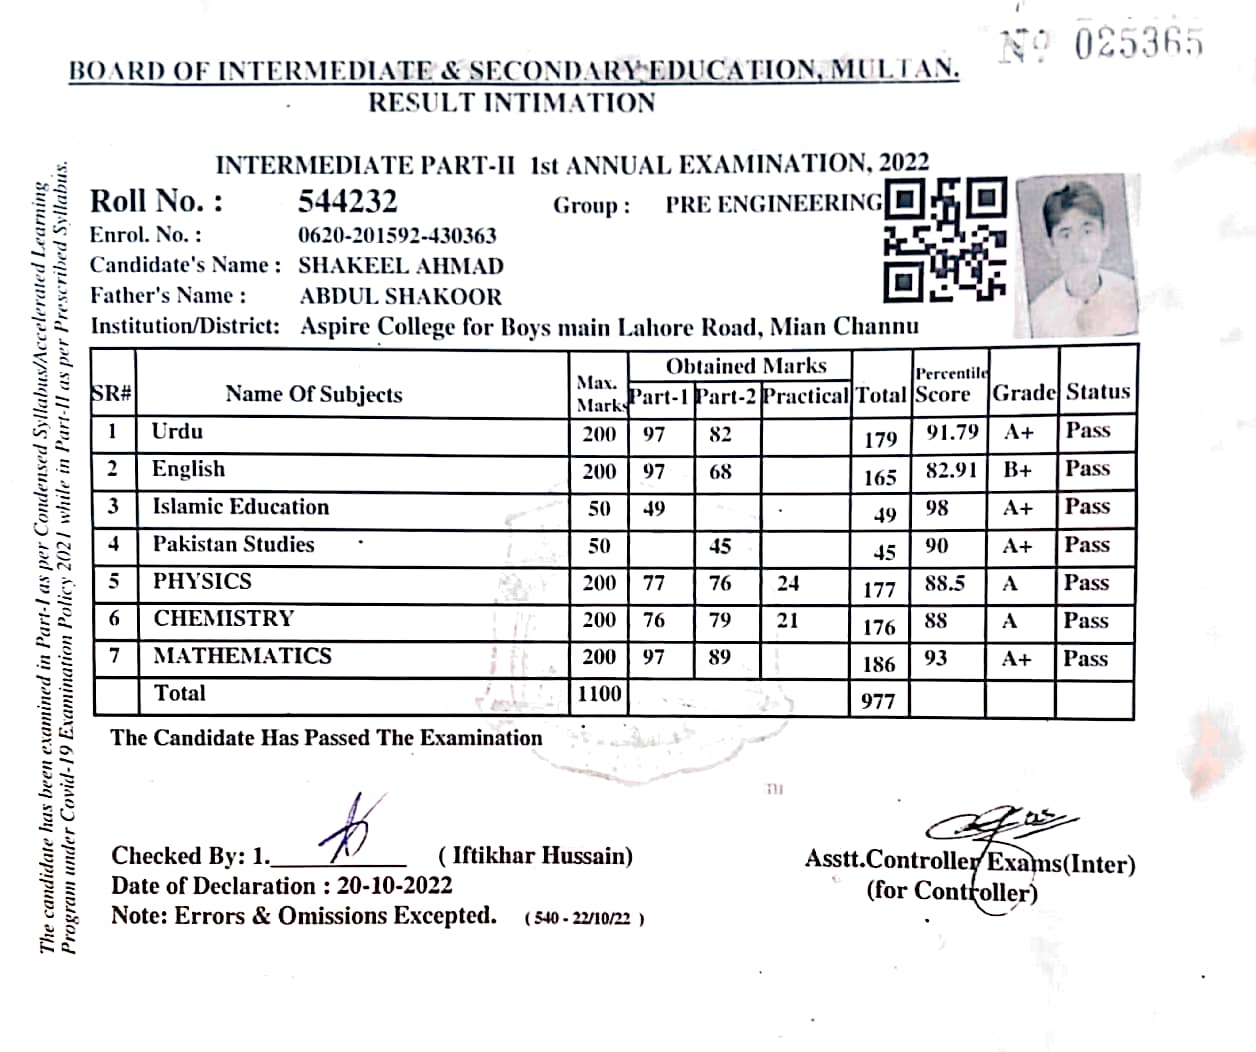 Nº 025365
BOARD OF INTERMEDIATE & SECONDARY EDUCATION, MULTAN.
RESULT INTIMATION
INTERMEDIATE PART-II 1st ANNUAL EXAMINATION, 2022
Roll No. : 544232 Group : PRE ENGINEERING
Enrol. No. : 0620-201592-430363
Candidate's Name : SHAKEEL AHMAD
Father's Name : ABDUL SHAKOOR
Institution/District: Aspire College for Boys main Lahore Road, Mian Channu
SR# Name Of Subjects Max. Marks Obtained Marks Part-1 Part-2 Practical Total Percentile Score Grade Status
1 Urdu 200 97 82 179 91.79 A+ Pass
2 English 200 97 68 165 82.91 B+ Pass
3 Islamic Education 50 49 49 98 A+ Pass
4 Pakistan Studies 50 45 45 90 A+ Pass
5 PHYSICS 200 77 76 24 177 88.5 A Pass
6 CHEMISTRY 200 76 79 21 176 88 A Pass
7 MATHEMATICS 200 97 89 186 93 A+ Pass
Total 1100 977
The Candidate Has Passed The Examination
Checked By: 1. ( Iftikhar Hussain)
Date of Declaration : 20-10-2022
Note: Errors & Omissions Excepted. ( 540 - 22/10/22 )
Asstt.Controller Exams(Inter)
(for Controller)
The candidate has been examined in Part-I as per Condensed Syllabus/Accelerated Learning
Program under Covid-19 Examination Policy 2021 while in Part-II as per Prescribed Syllabus.